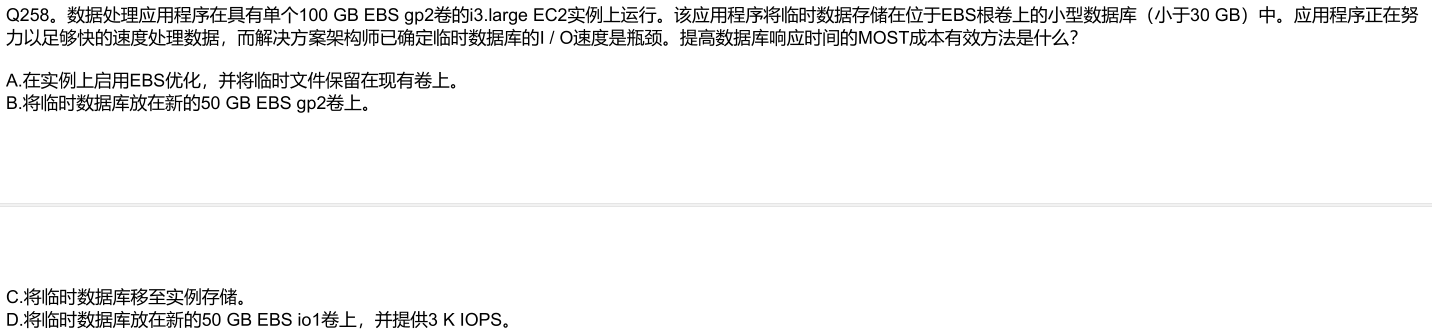 Q258。数据处理应用程序在具有单个100 GB EBS gp2卷的i3.large EC2实例上运行。该应用程序将临时数据存储在位于EBS根卷上的小型数据库（小于30 GB）中。应用程序正在努
力以足够快的速度处理数据，而解决方案架构师已确定临时数据库的I / O速度是瓶颈。提高数据库响应时间的MOST成本有效方法是什么？
A.在实例上启用EBS优化，并将临时文件保留在现有卷上。
B.将临时数据库放在新的50 GB EBS gp2卷上。
C.将临时数据库移至实例存储。
D.将临时数据库放在新的50 GB EBS io1卷上，并提供3 K IOPS。